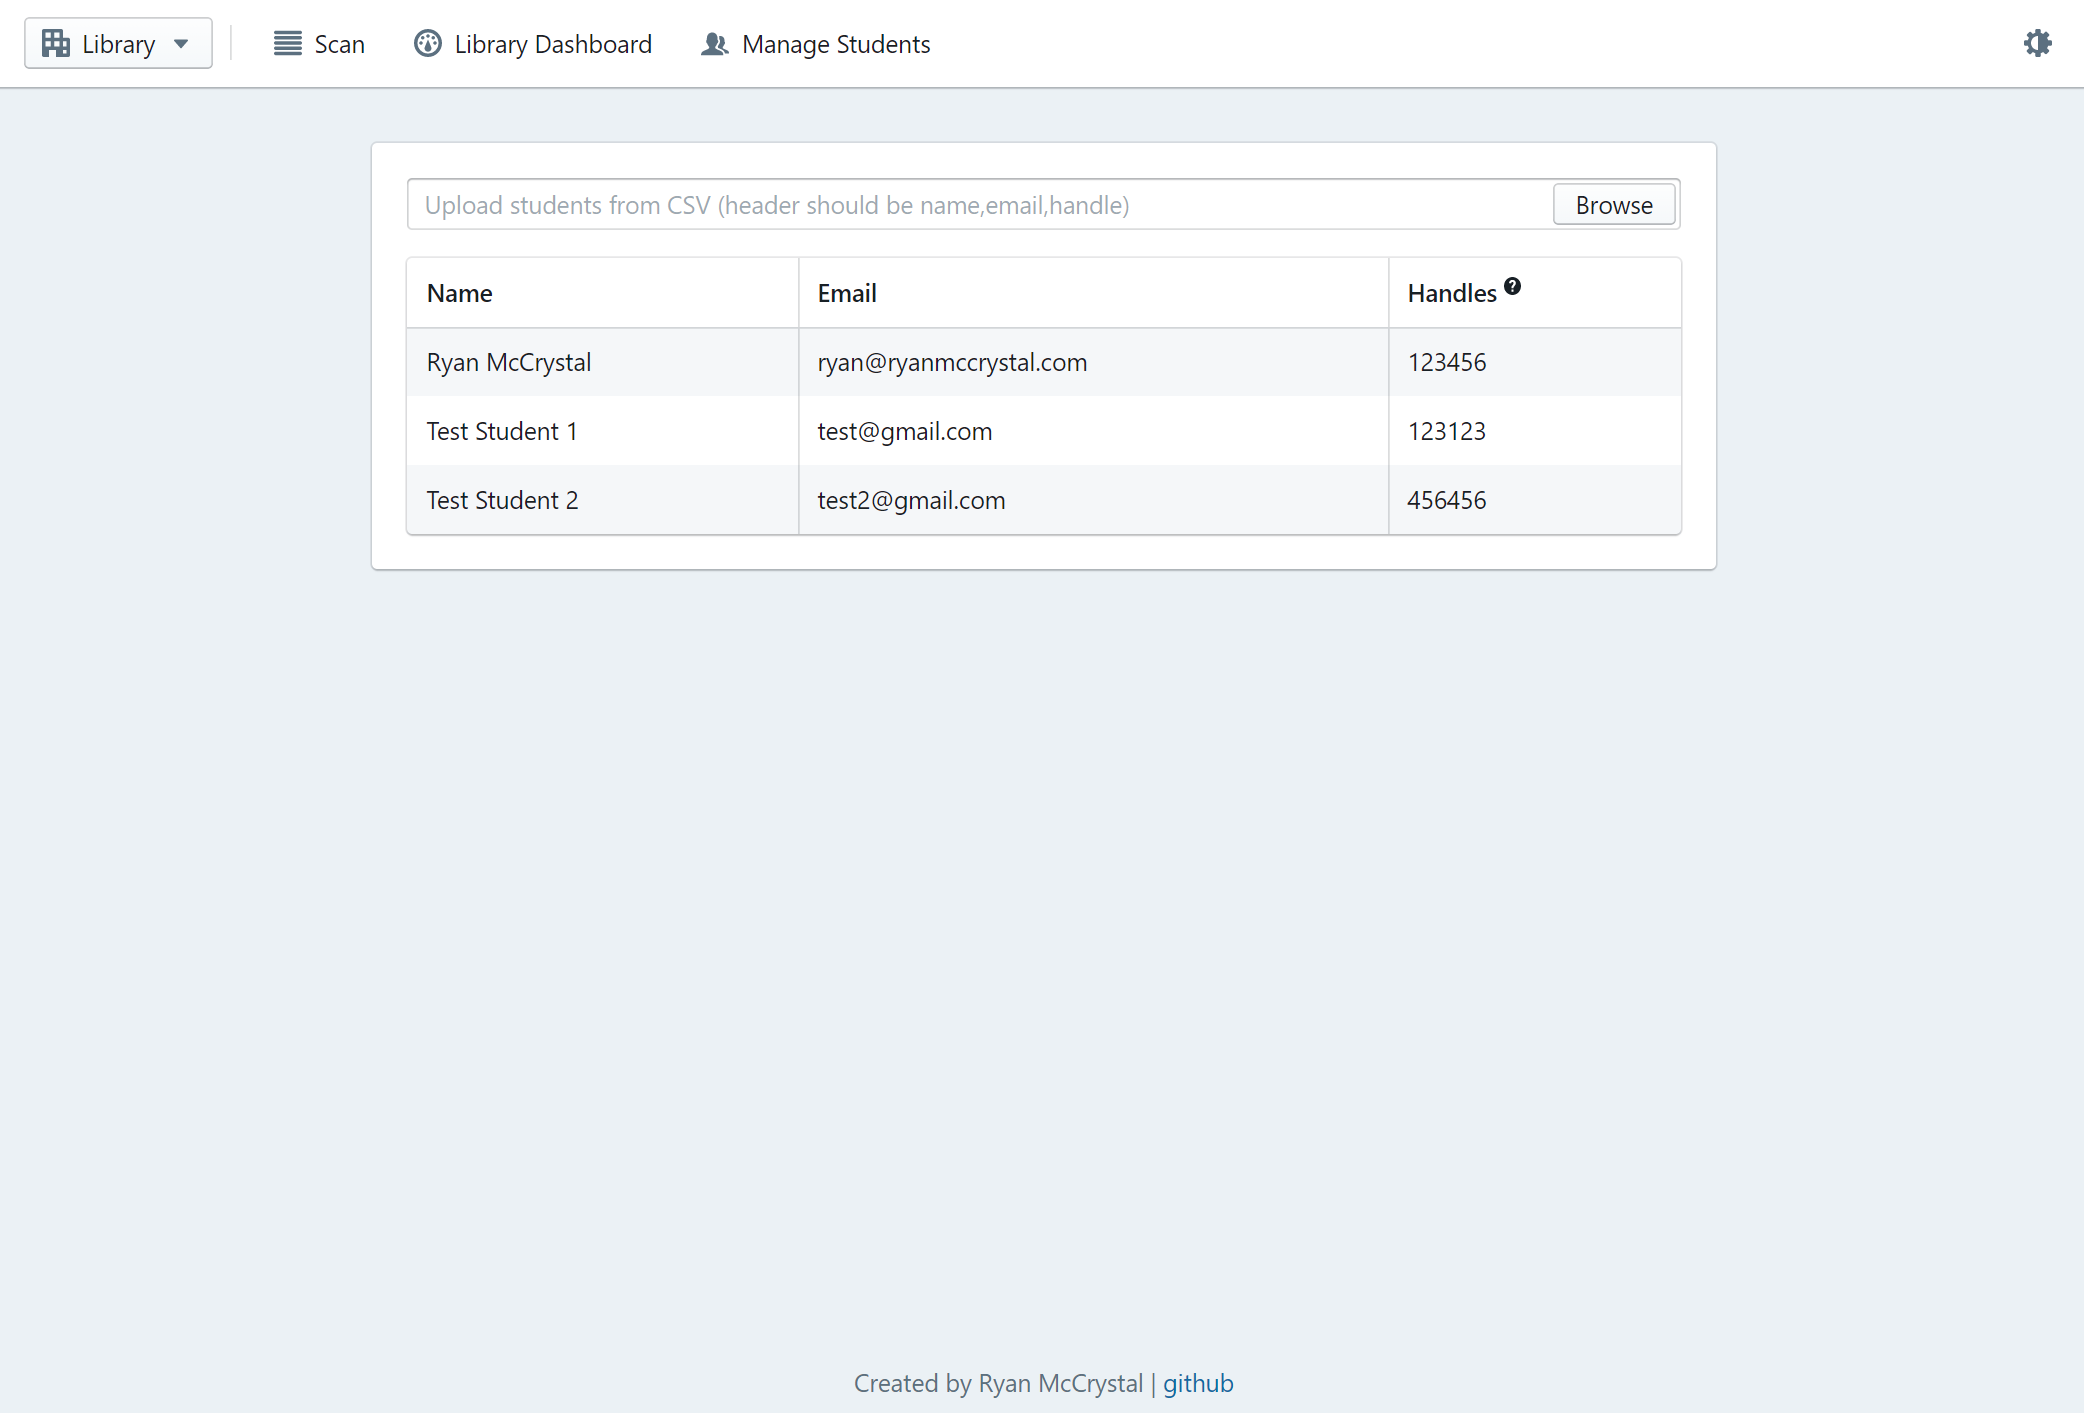 Library Scan Library Dashboard Manage Students
Upload students from CSV (header should be name,email,handle) Browse
Name Email Handles ?
Ryan McCrystal ryan@ryanmccrystal.com 123456
Test Student 1 test@gmail.com 123123
Test Student 2 test2@gmail.com 456456
Created by Ryan McCrystal | github